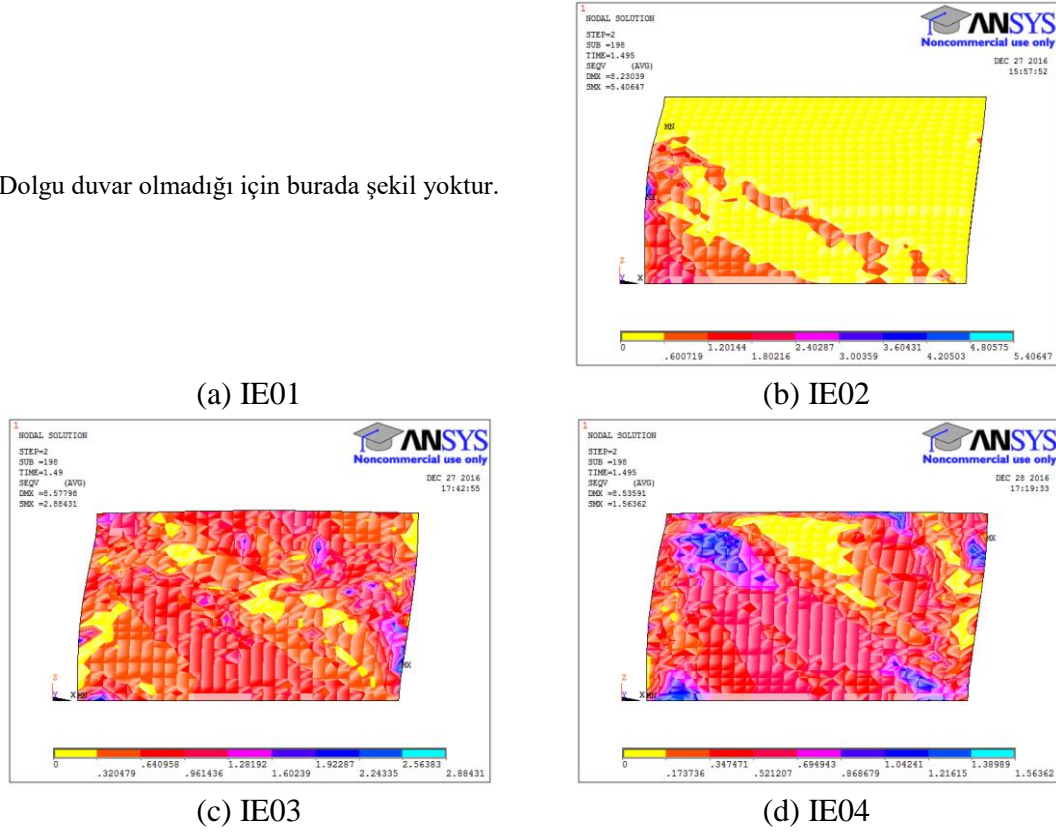 Dolgu duvar olmadığı için burada şekil yoktur.
(a) IE01
1
NODAL SOLUTION
STEP=2
SUB =198
TIME=1.495
SEQV (AVG)
DMX =8.23039
SMX =5.40647
ANSYS
Noncommercial use only
DEC 27 2016
15:57:52
MN
MX
Z
Y X
0 1.20144 2.40287 3.60431 4.80575
.600719 1.80216 3.00359 4.20503 5.40647
(b) IE02
1
NODAL SOLUTION
STEP=2
SUB =198
TIME=1.49
SEQV (AVG)
DMX =8.57798
SMX =2.88431
ANSYS
Noncommercial use only
DEC 27 2016
17:42:55
MX
Z
Y X MN
0 .640958 1.28192 1.92287 2.56383
.320479 .961436 1.60239 2.24335 2.88431
(c) IE03
1
NODAL SOLUTION
STEP=2
SUB =198
TIME=1.495
SEQV (AVG)
DMX =8.53591
SMX =1.56362
ANSYS
Noncommercial use only
DEC 28 2016
17:19:33
MX
Z
Y X MN
0 .347471 .694943 1.04241 1.38989
.173736 .521207 .868679 1.21615 1.56362
(d) IE04